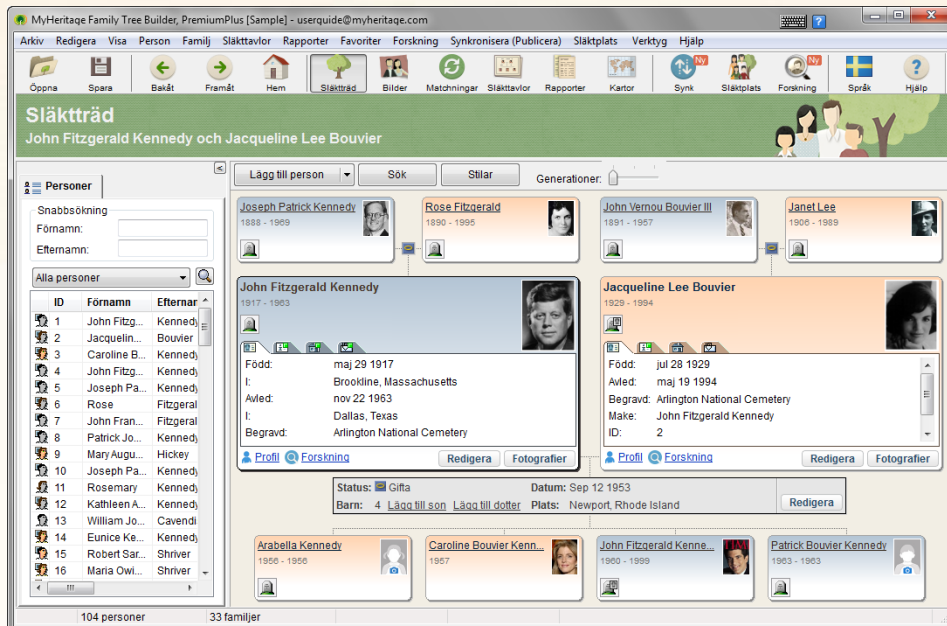 MyHeritage Family Tree Builder, PremiumPlus [Sample] - userguide@myheritage.com
Arkiv Redigera Visa Person Familj Släkttavlor Rapporter Favoriter Forskning Synkronisera (Publicera) Släktplats Verktyg Hjälp
Öppna Spara Bakåt Framåt Hem Släktträd Bilder Matchningar Släkttavlor Rapporter Kartor Ny Synk Släktplats Ny Forskning Språk Hjälp
Släktträd
John Fitzgerald Kennedy och Jacqueline Lee Bouvier
Personer
Snabbsökning
Förnamn:
Efternamn:
Alla personer
ID Förnamn Efternar
1 John Fitzg... Kennedy
2 Jacquelin... Bouvier
3 Caroline B... Kennedy
4 John Fitzg... Kennedy
5 Joseph Pa... Kennedy
6 Rose Fitzgeral
7 John Fran... Fitzgeral
8 Patrick Jo... Kennedy
9 Mary Augu... Hickey
10 Joseph Pa... Kennedy
11 Rosemary Kennedy
12 Kathleen A... Kennedy
13 William Jo... Cavendi
14 Eunice Ke... Kennedy
15 Robert Sar... Shriver
16 Maria Owi... Shriver
Lägg till person Sök Stilar Generationer:
Joseph Patrick Kennedy
1888 - 1969
Rose Fitzgerald
1890 - 1995
John Vernou Bouvier III
1891 - 1957
Janet Lee
1906 - 1989
John Fitzgerald Kennedy
1917 - 1963
Född: maj 29 1917
I: Brookline, Massachusetts
Avled: nov 22 1963
I: Dallas, Texas
Begravd: Arlington National Cemetery
Profil Forskning Redigera Fotografier
Jacqueline Lee Bouvier
1929 - 1994
Född: jul 28 1929
Avled: maj 19 1994
Begravd: Arlington National Cemetery
Make: John Fitzgerald Kennedy
ID: 2
Profil Forskning Redigera Fotografier
Status: Gifta Datum: Sep 12 1953
Barn: 4 Lägg till son Lägg till dotter Plats: Newport, Rhode Island
Redigera
Arabella Kennedy
1956 - 1956
Caroline Bouvier Kenn...
1957
John Fitzgerald Kenne...
1960 - 1999
Patrick Bouvier Kennedy
1963 - 1963
104 personer 33 familjer